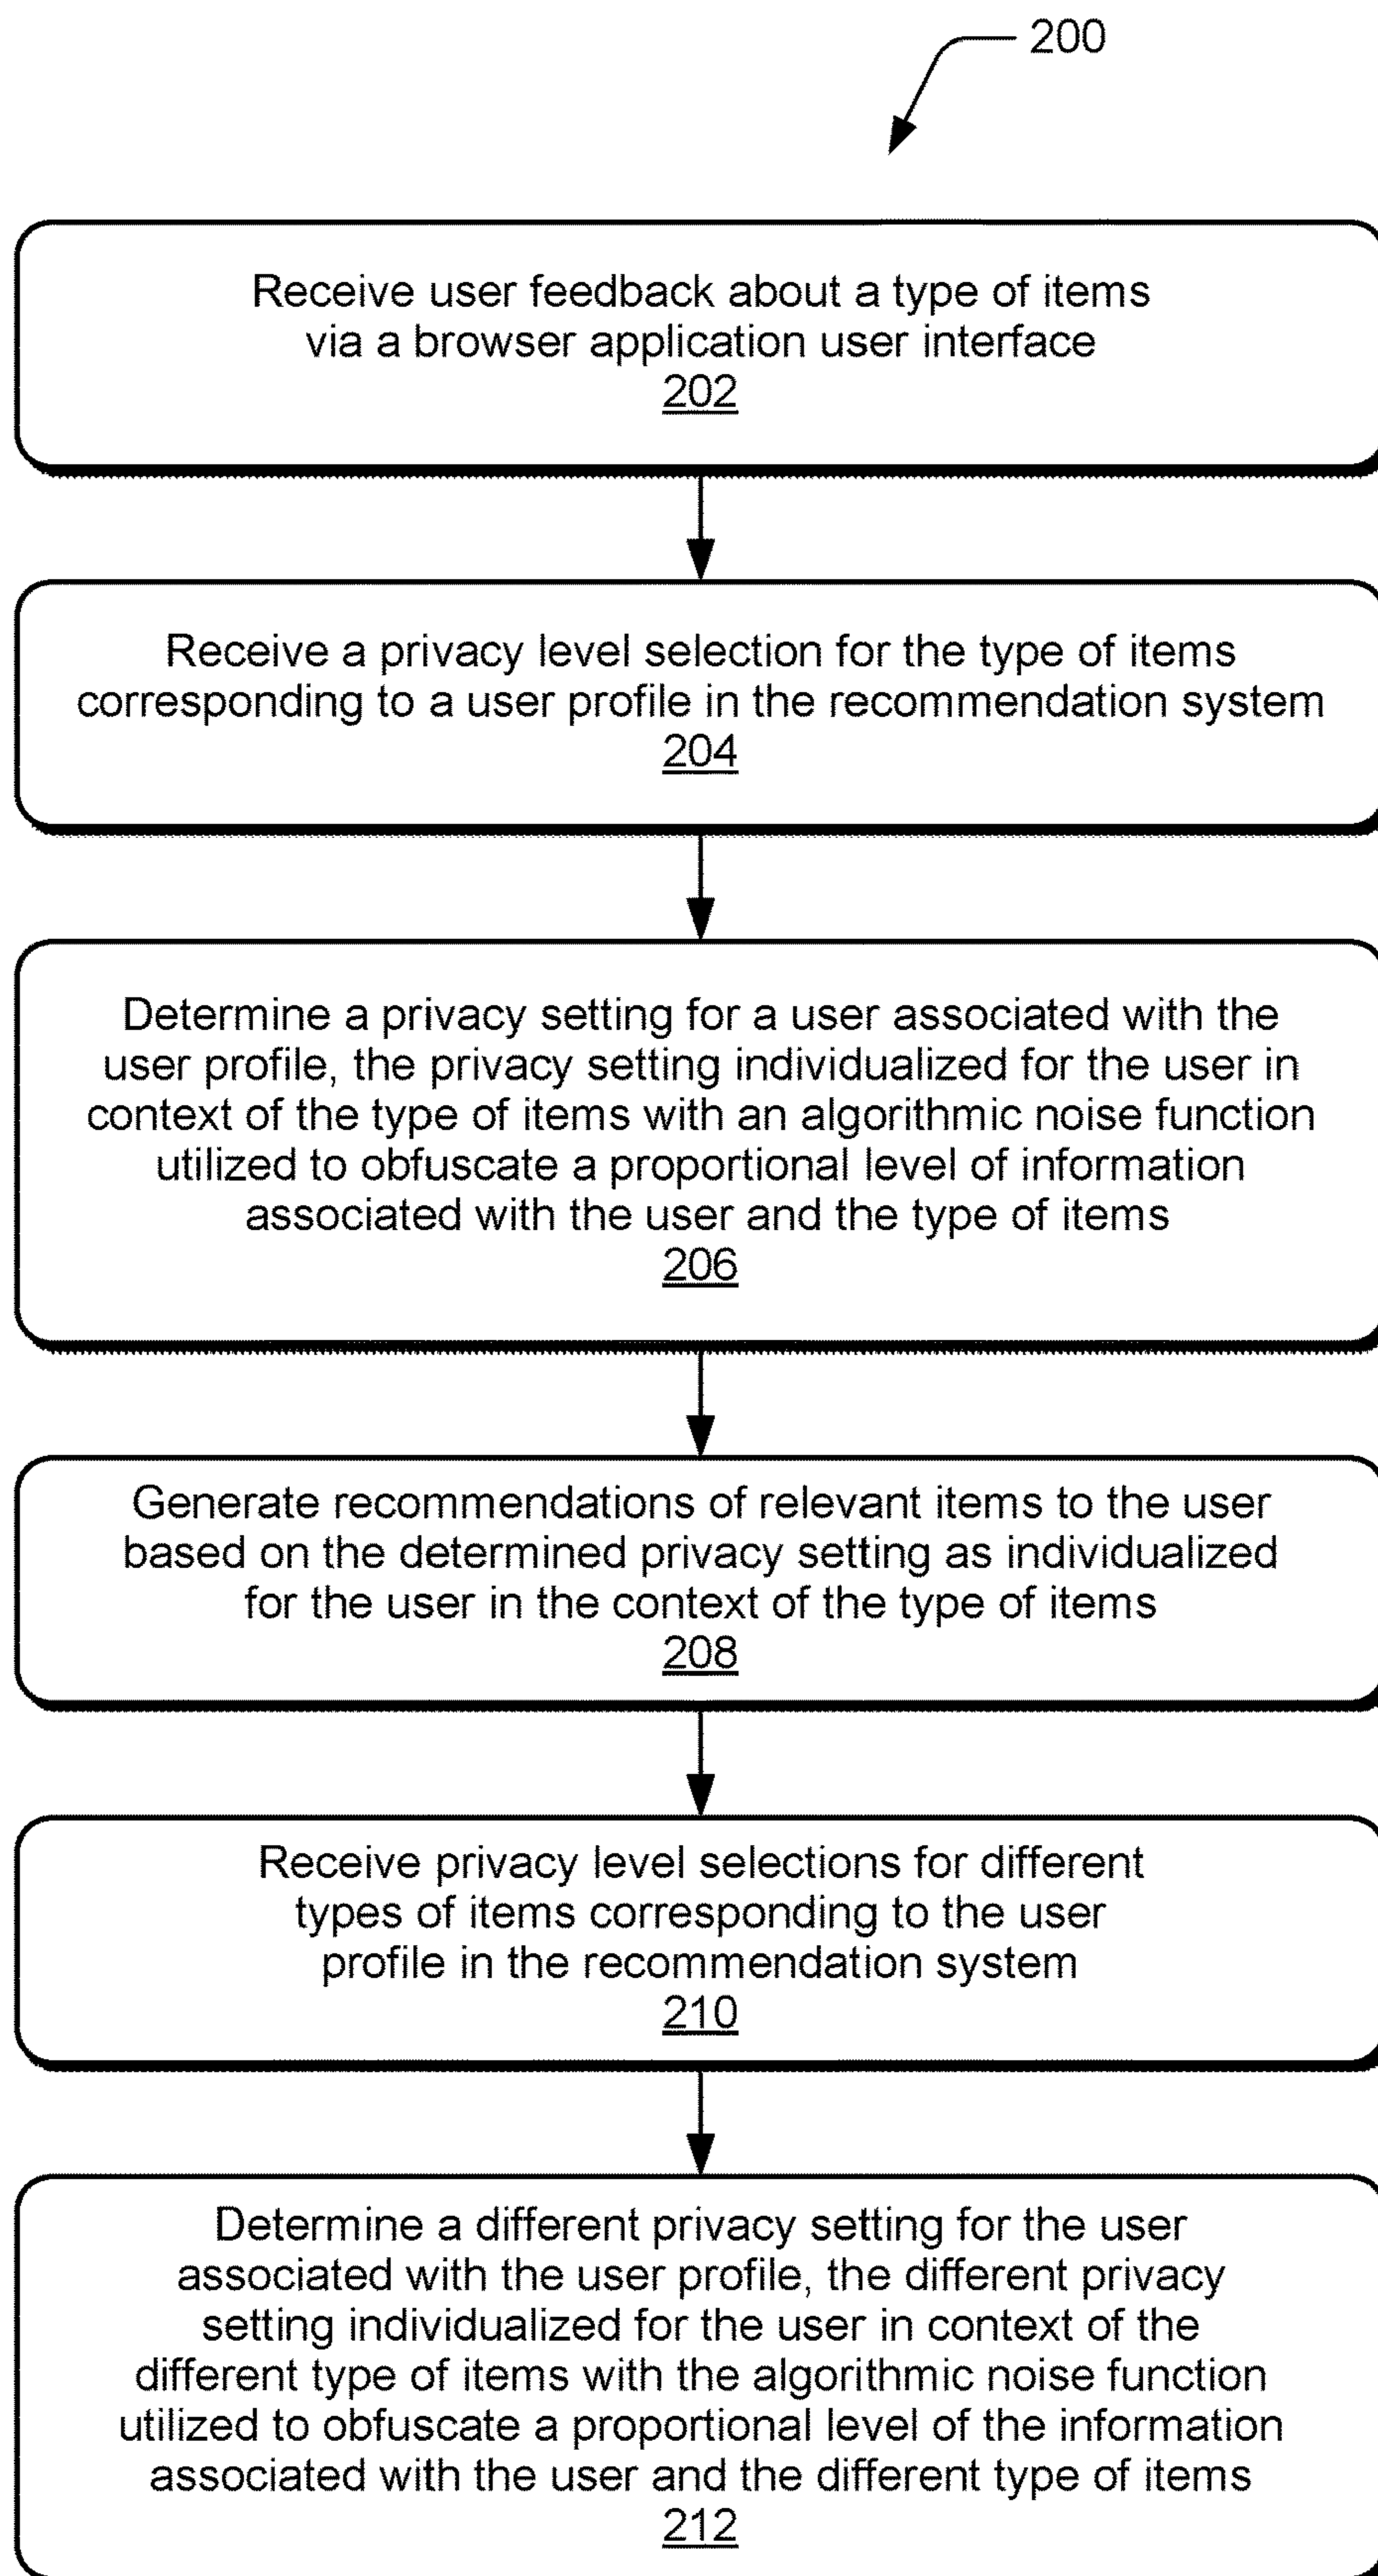 200
Receive user feedback about a type of items
via a browser application user interface
202
Receive a privacy level selection for the type of items
corresponding to a user profile in the recommendation system
204
Determine a privacy setting for a user associated with the
user profile, the privacy setting individualized for the user in
context of the type of items with an algorithmic noise function
utilized to obfuscate a proportional level of information
associated with the user and the type of items
206
Generate recommendations of relevant items to the user
based on the determined privacy setting as individualized
for the user in the context of the type of items
208
Receive privacy level selections for different
types of items corresponding to the user
profile in the recommendation system
210
Determine a different privacy setting for the user
associated with the user profile, the different privacy
setting individualized for the user in context of the
different type of items with the algorithmic noise function
utilized to obfuscate a proportional level of the information
associated with the user and the different type of items
212